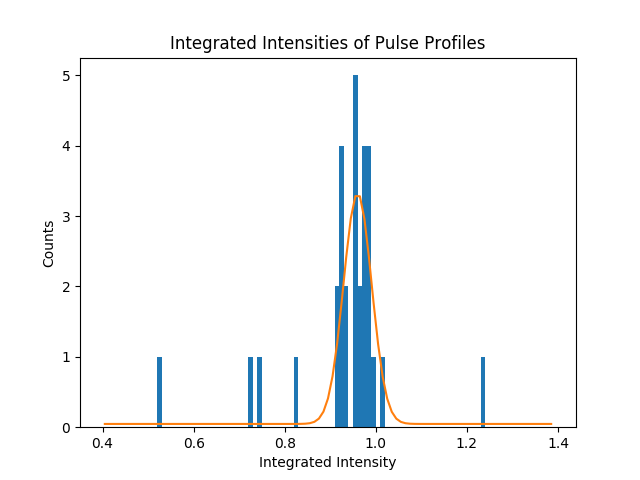 Integrated Intensities of Pulse Profiles
5
4
3
2
1
0
Counts
0.4 0.6 0.8 1.0 1.2 1.4
Integrated Intensity